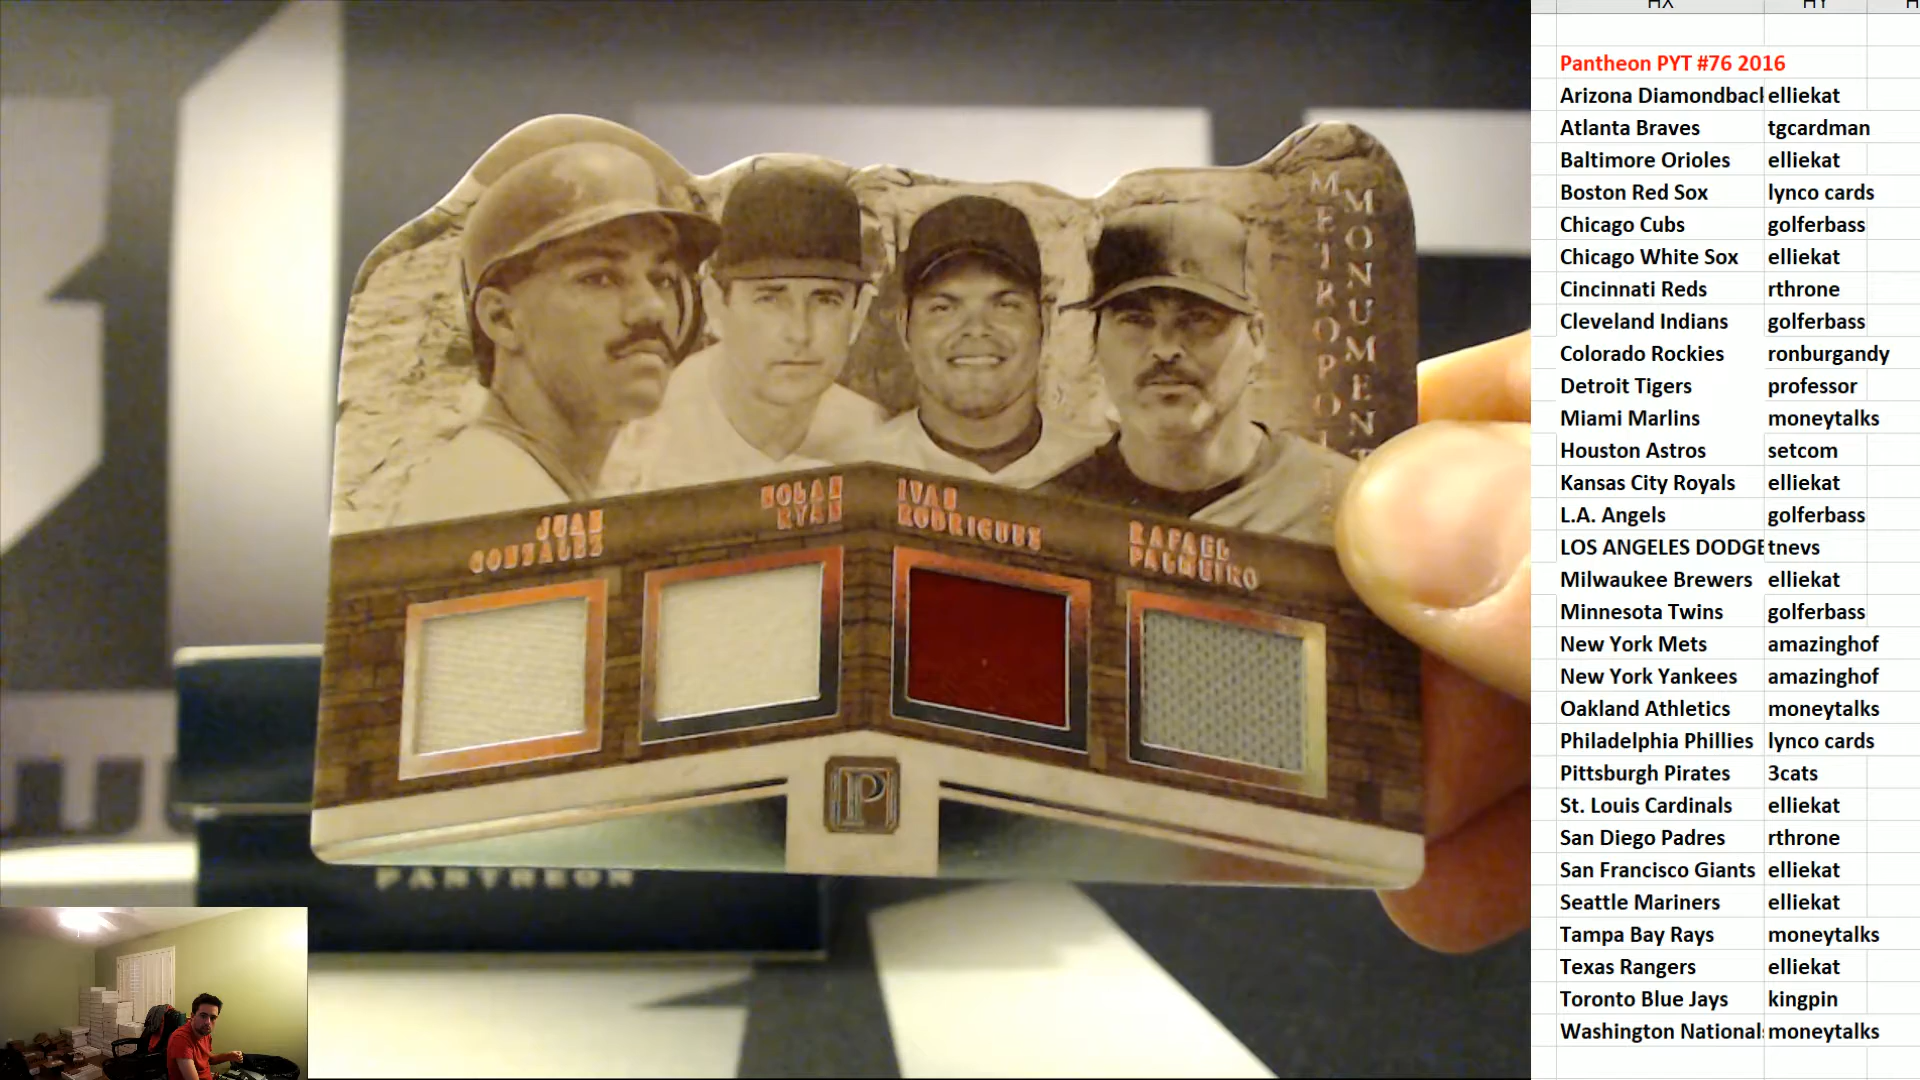 HX HY
Pantheon PYT #76 2016
Arizona Diamondback elliekat
Atlanta Braves tgcardman
Baltimore Orioles elliekat
Boston Red Sox lynco cards
Chicago Cubs golferbass
Chicago White Sox elliekat
Cincinnati Reds rthrone
Cleveland Indians golferbass
Colorado Rockies ronburgandy
Detroit Tigers professor
Miami Marlins moneytalks
Houston Astros setcom
Kansas City Royals elliekat
L.A. Angels golferbass
LOS ANGELES DODGE tnevs
Milwaukee Brewers elliekat
Minnesota Twins golferbass
New York Mets amazinghof
New York Yankees amazinghof
Oakland Athletics moneytalks
Philadelphia Phillies lynco cards
Pittsburgh Pirates 3cats
St. Louis Cardinals elliekat
San Diego Padres rthrone
San Francisco Giants elliekat
Seattle Mariners elliekat
Tampa Bay Rays moneytalks
Texas Rangers elliekat
Toronto Blue Jays kingpin
Washington Nationals moneytalks
JUAN
GONZALEZ
NOLAN
RYAN
IVAN
RODRIGUEZ
RAFAEL
PALMEIRO
P
PANTHEON